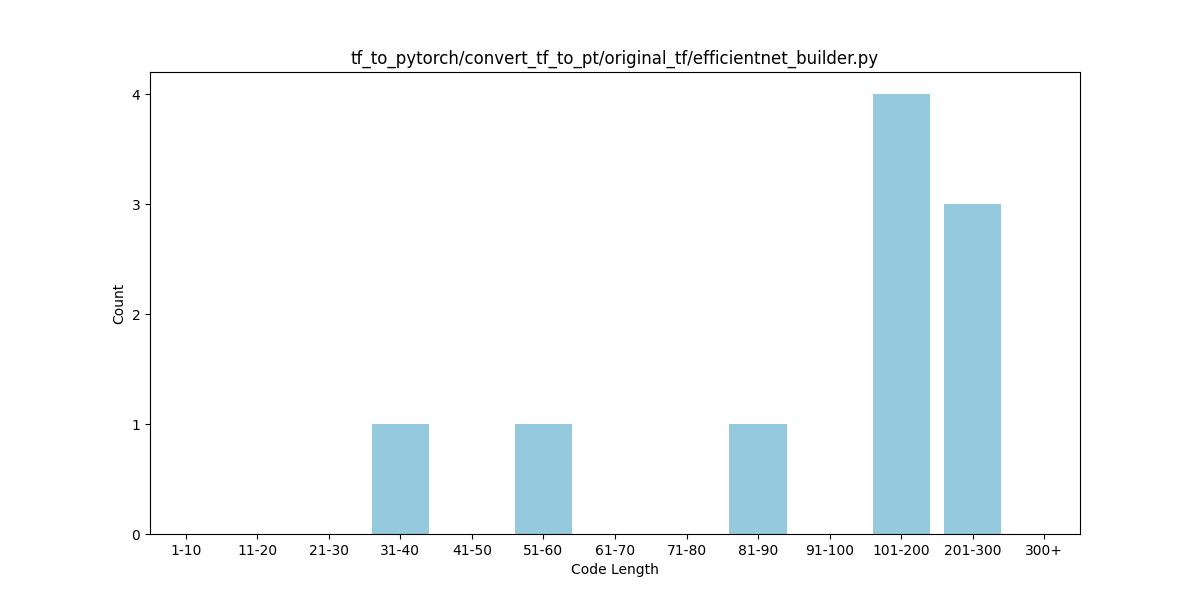 tf_to_pytorch/convert_tf_to_pt/original_tf/efficientnet_builder.py
4
3
2
1
0
Count
1-10 11-20 21-30 31-40 41-50 51-60 61-70 71-80 81-90 91-100 101-200 201-300 300+
Code Length